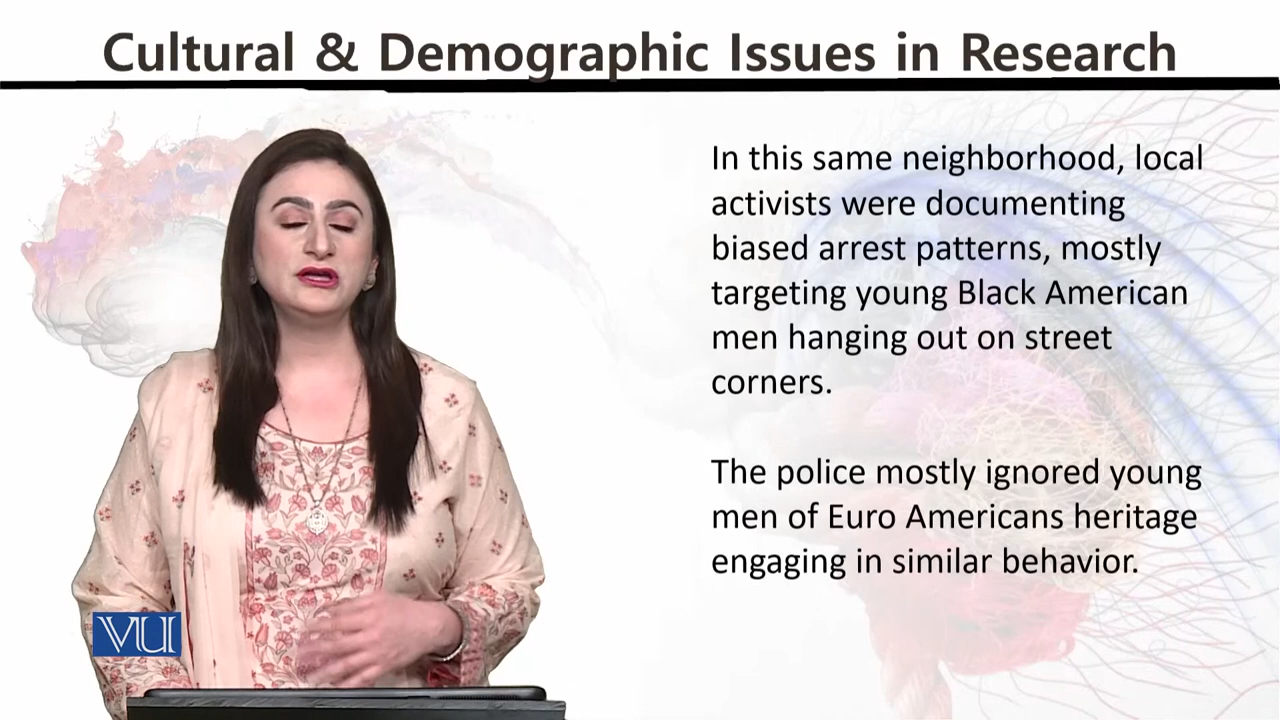 Cultural & Demographic Issues in Research
In this same neighborhood, local
activists were documenting
biased arrest patterns, mostly
targeting young Black American
men hanging out on street
corners.
The police mostly ignored young
men of Euro Americans heritage
engaging in similar behavior.
VU